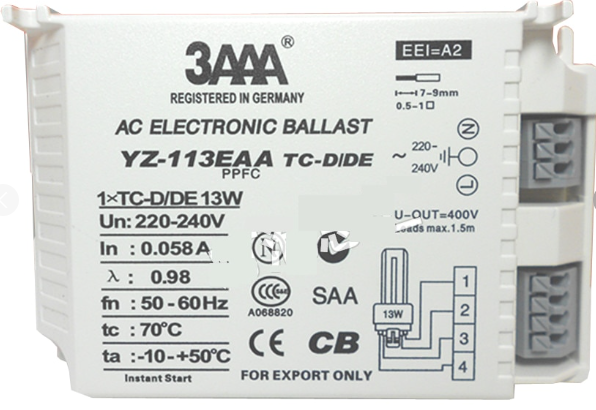 3AAA®
REGISTERED IN GERMANY
AC ELECTRONIC BALLAST
YZ-113EAA TC-D/DE
PPFC
1×TC-D/DE 13W
Un: 220-240V
In : 0.058A
λ : 0.98
fn : 50-60Hz
tc : 70°C
ta : -10-+50°C
Instant Start
N
A068820
SAA
CE
CB
FOR EXPORT ONLY
EEI=A2
7-9mm
0.5-1□
~ 220-
240V
N
L
U-OUT=400V
Leads max.1.5m
13W
1
2
3
4